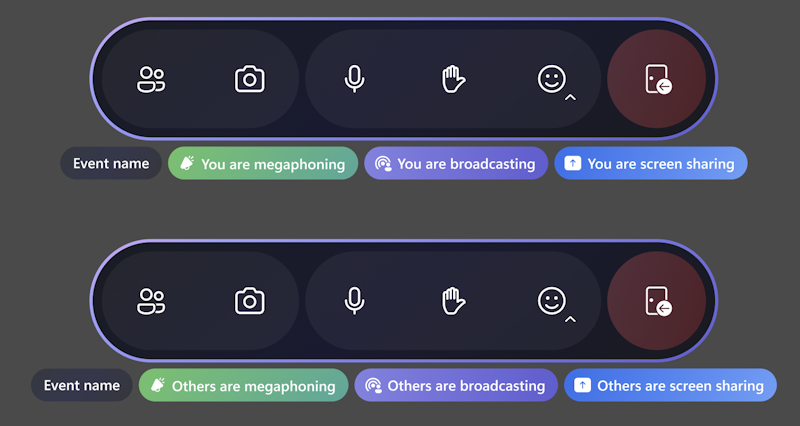 Event name You are megaphoning You are broadcasting You are screen sharing
Event name Others are megaphoning Others are broadcasting Others are screen sharing